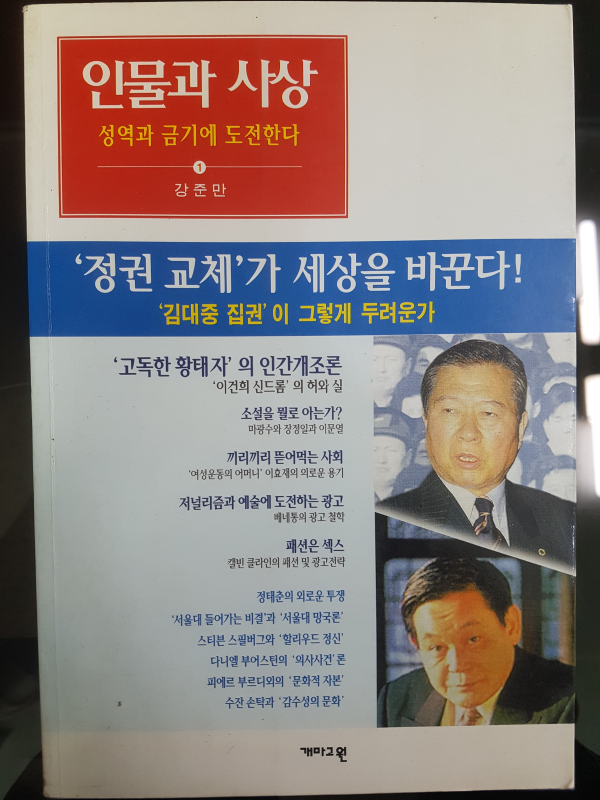 인물과 사상
성역과 금기에 도전한다
1
강준만
‘정권 교체’가 세상을 바꾼다!
‘김대중 집권’이 그렇게 두려운가
‘고독한 황태자’의 인간개조론
‘이건희 신드롬’의 허와 실
소설을 뭘로 아는가?
마광수와 장정일과 이문열
끼리끼리 뜯어먹는 사회
‘여성운동의 어머니’ 이효재의 의로운 용기
저널리즘과 예술에 도전하는 광고
베네통의 광고 철학
패션은 섹스
캘빈 클라인의 패션 및 광고전략
정태춘의 외로운 투쟁
‘서울대 들어가는 비결’과 ‘서울대 망국론’
스티븐 스필버그와 ‘할리우드 정신’
다니엘 부어스틴의 ‘의사사건’론
피에르 부르디외의 ‘문화적 자본’
수잔 손탁과 ‘감수성의 문화’
개마고원